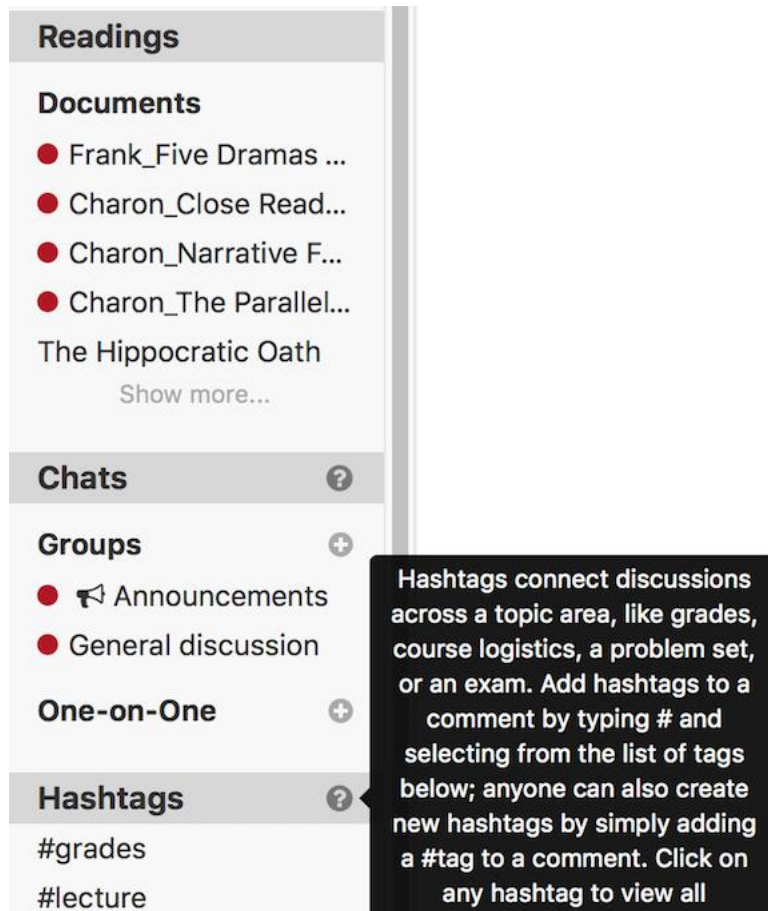 Readings
Documents
Frank_Five Dramas ...
Charon_Close Read...
Charon_Narrative F...
Charon_The Parallel...
The Hippocratic Oath
Show more...
Chats ?
Groups +
Announcements
General discussion
One-on-One +
Hashtags ?
#grades
#lecture
Hashtags connect discussions
across a topic area, like grades,
course logistics, a problem set,
or an exam. Add hashtags to a
comment by typing # and
selecting from the list of tags
below; anyone can also create
new hashtags by simply adding
a #tag to a comment. Click on
any hashtag to view all